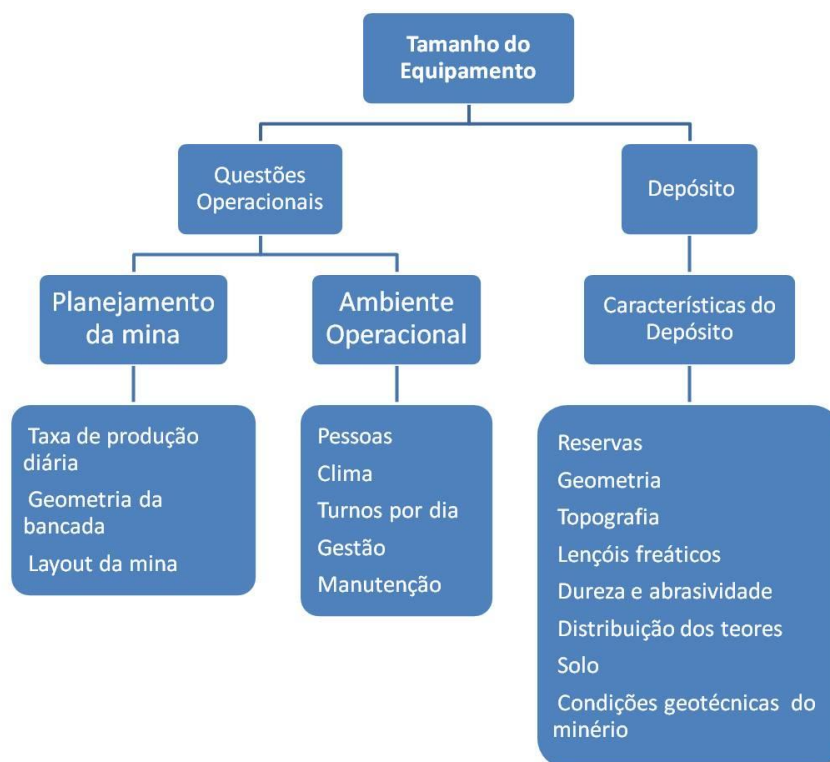 Tamanho do
Equipamento
Questões
Operacionais
Depósito
Planejamento
da mina
Ambiente
Operacional
Características do
Depósito
Taxa de produção
diária
Geometria da
bancada
Layout da mina
Pessoas
Clima
Turnos por dia
Gestão
Manutenção
Reservas
Geometria
Topografia
Lençóis freáticos
Dureza e abrasividade
Distribuição dos teores
Solo
Condições geotécnicas do
minério